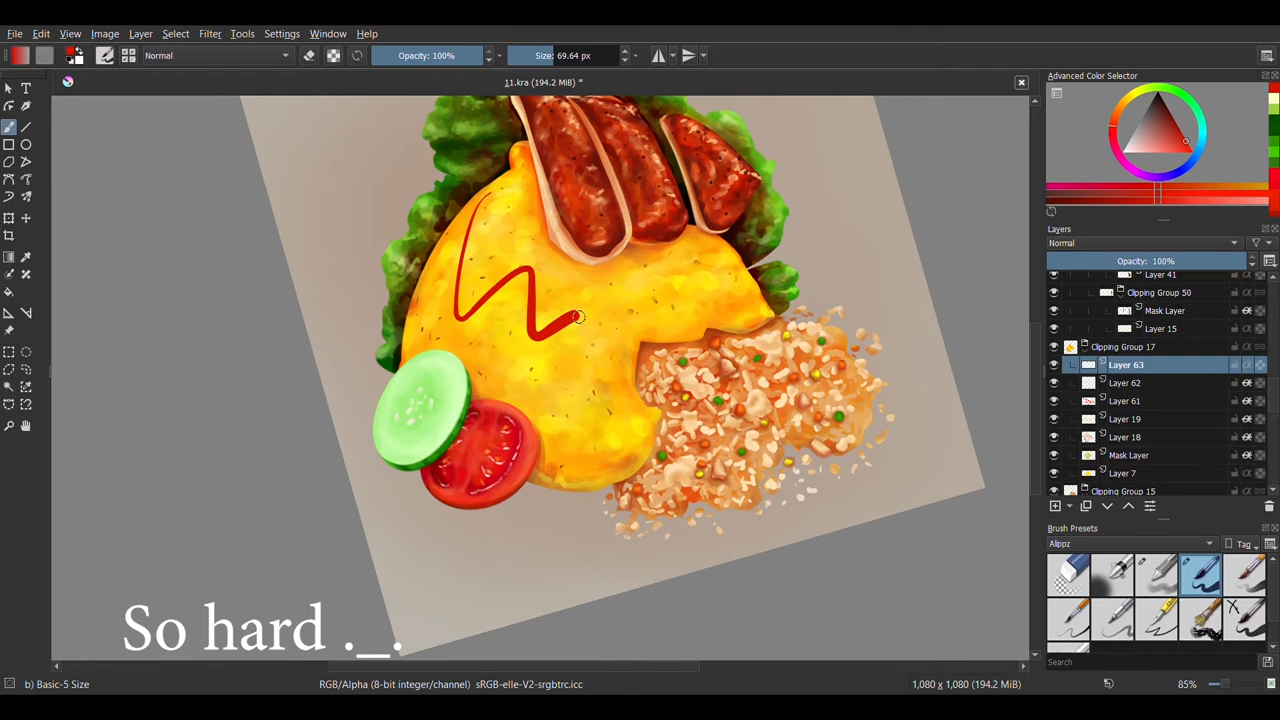 File Edit View Image Layer Select Filter Tools Settings Window Help
Normal Opacity: 100% Size: 69.64 px
11.kra (194.2 MiB) *
Advanced Color Selector
Layers
Normal
Opacity: 100%
Layer 41
Clipping Group 50
Mask Layer
Layer 15
Clipping Group 17
Layer 63
Layer 62
Layer 61
Layer 19
Layer 18
Mask Layer
Layer 7
Clipping Group 15
Brush Presets
Alippz Tag
Search
So hard ._.
b) Basic-5 Size RGB/Alpha (8-bit integer/channel) sRGB-elle-V2-srgbtrc.icc 1,080 x 1,080 (194.2 MiB) 85%